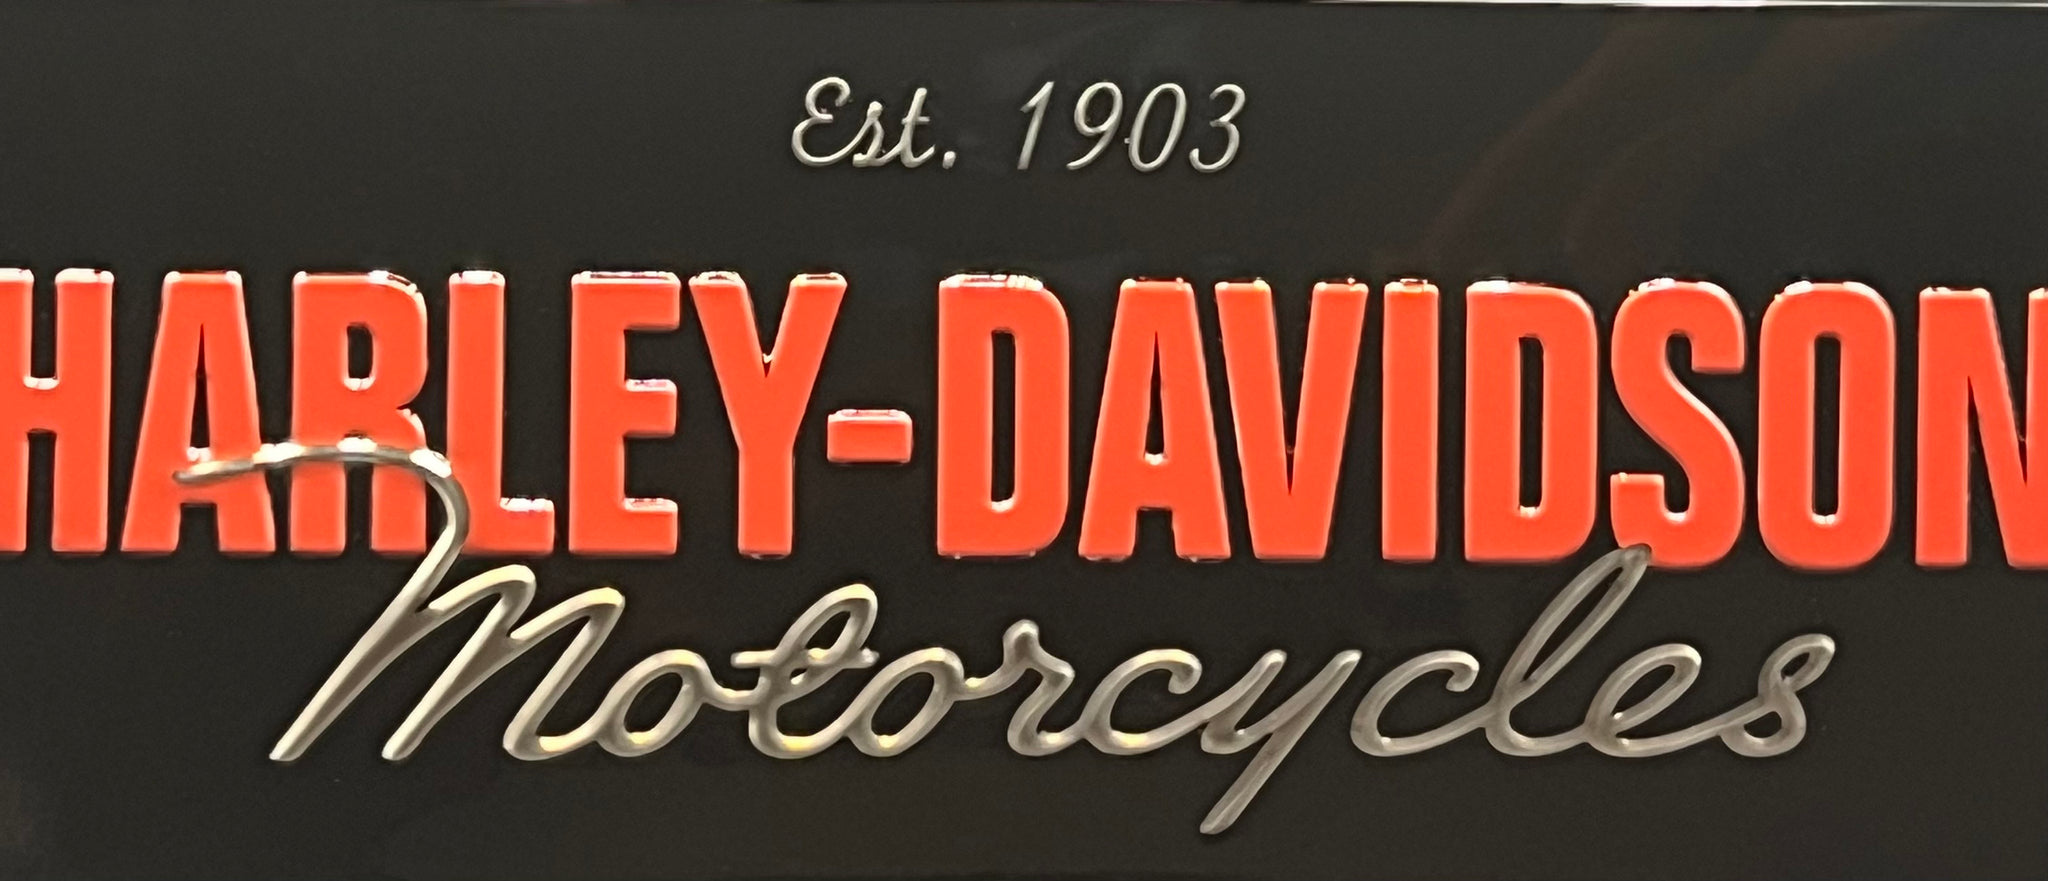 Est. 1903
HARLEY-DAVIDSON
Motorcycles